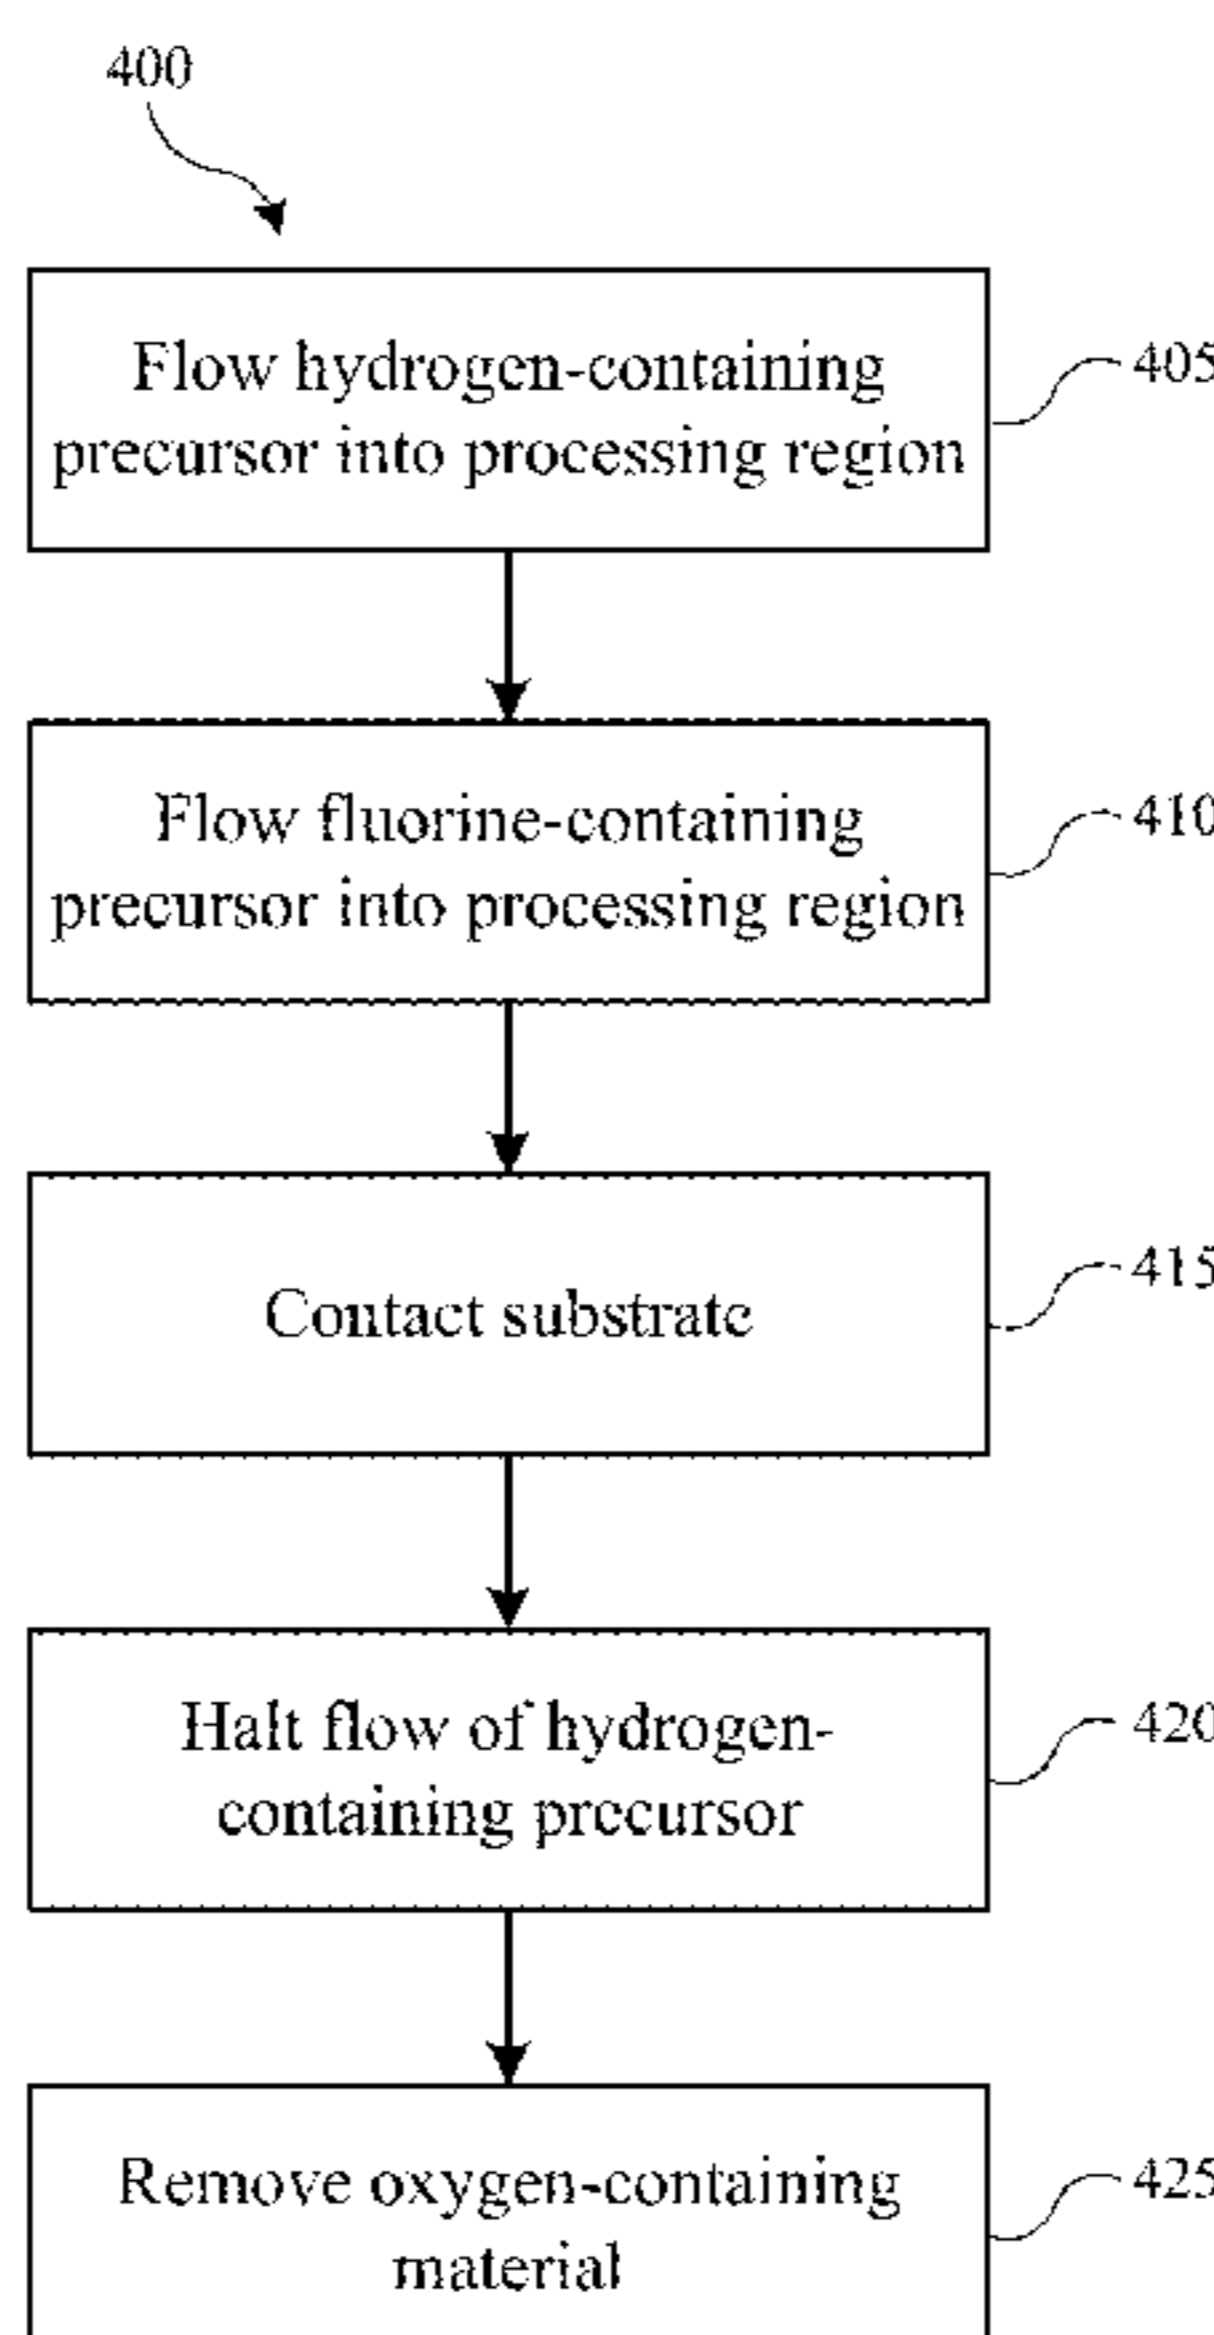 400
Flow hydrogen-containing
precursor into processing region
405
Flow fluorine-containing
precursor into processing region
410
Contact substrate
415
Halt flow of hydrogen-
containing precursor
420
Remove oxygen-containing
material
425